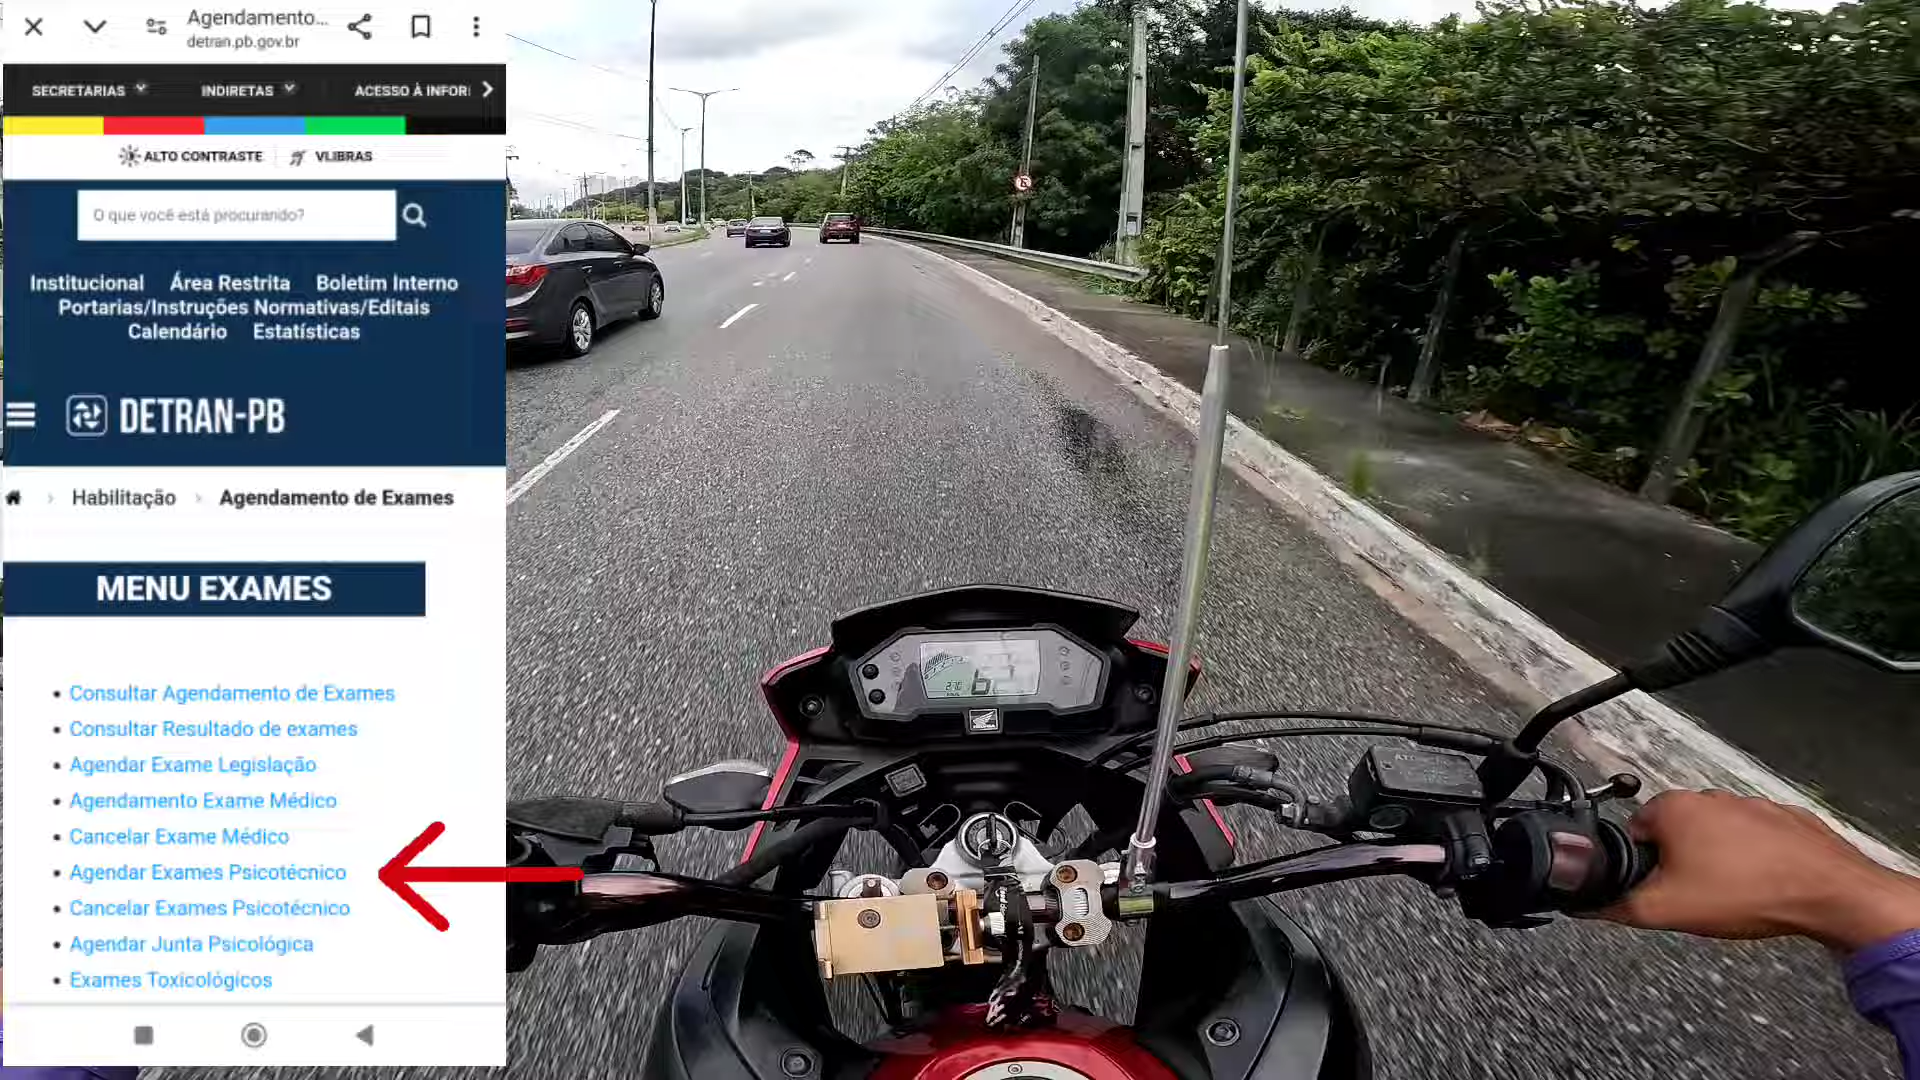 Agendamento...
detran.pb.gov.br
SECRETARIAS
INDIRETAS
ACESSO À INFOR
ALTO CONTRASTE
VLIBRAS
O que você está procurando?
Institucional Área Restrita Boletim Interno
Portarias/Instruções Normativas/Editais
Calendário Estatísticas
DETRAN-PB
Habilitação > Agendamento de Exames
MENU EXAMES
• Consultar Agendamento de Exames
• Consultar Resultado de exames
• Agendar Exame Legislação
• Agendamento Exame Médico
• Cancelar Exame Médico
• Agendar Exames Psicotécnico
• Cancelar Exames Psicotécnico
• Agendar Junta Psicológica
• Exames Toxicológicos
62
HONDA